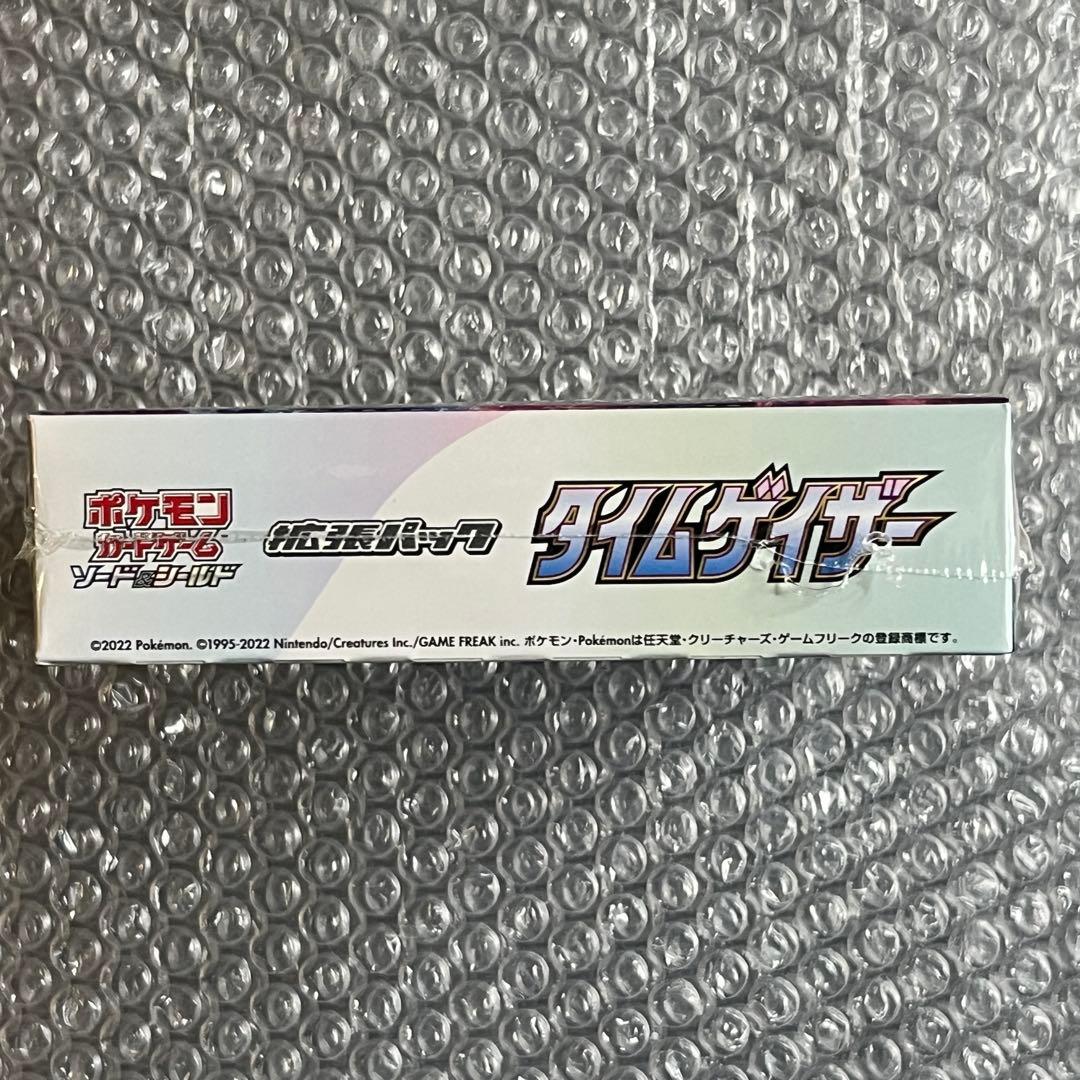 ポケモン
カードゲーム
ソード&シールド
拡張パック
タイムゲイザー
©2022 Pokémon. ©1995-2022 Nintendo/Creatures Inc./GAME FREAK inc. ポケモン・Pokémonは任天堂・クリーチャーズ・ゲームフリークの登録商標です。